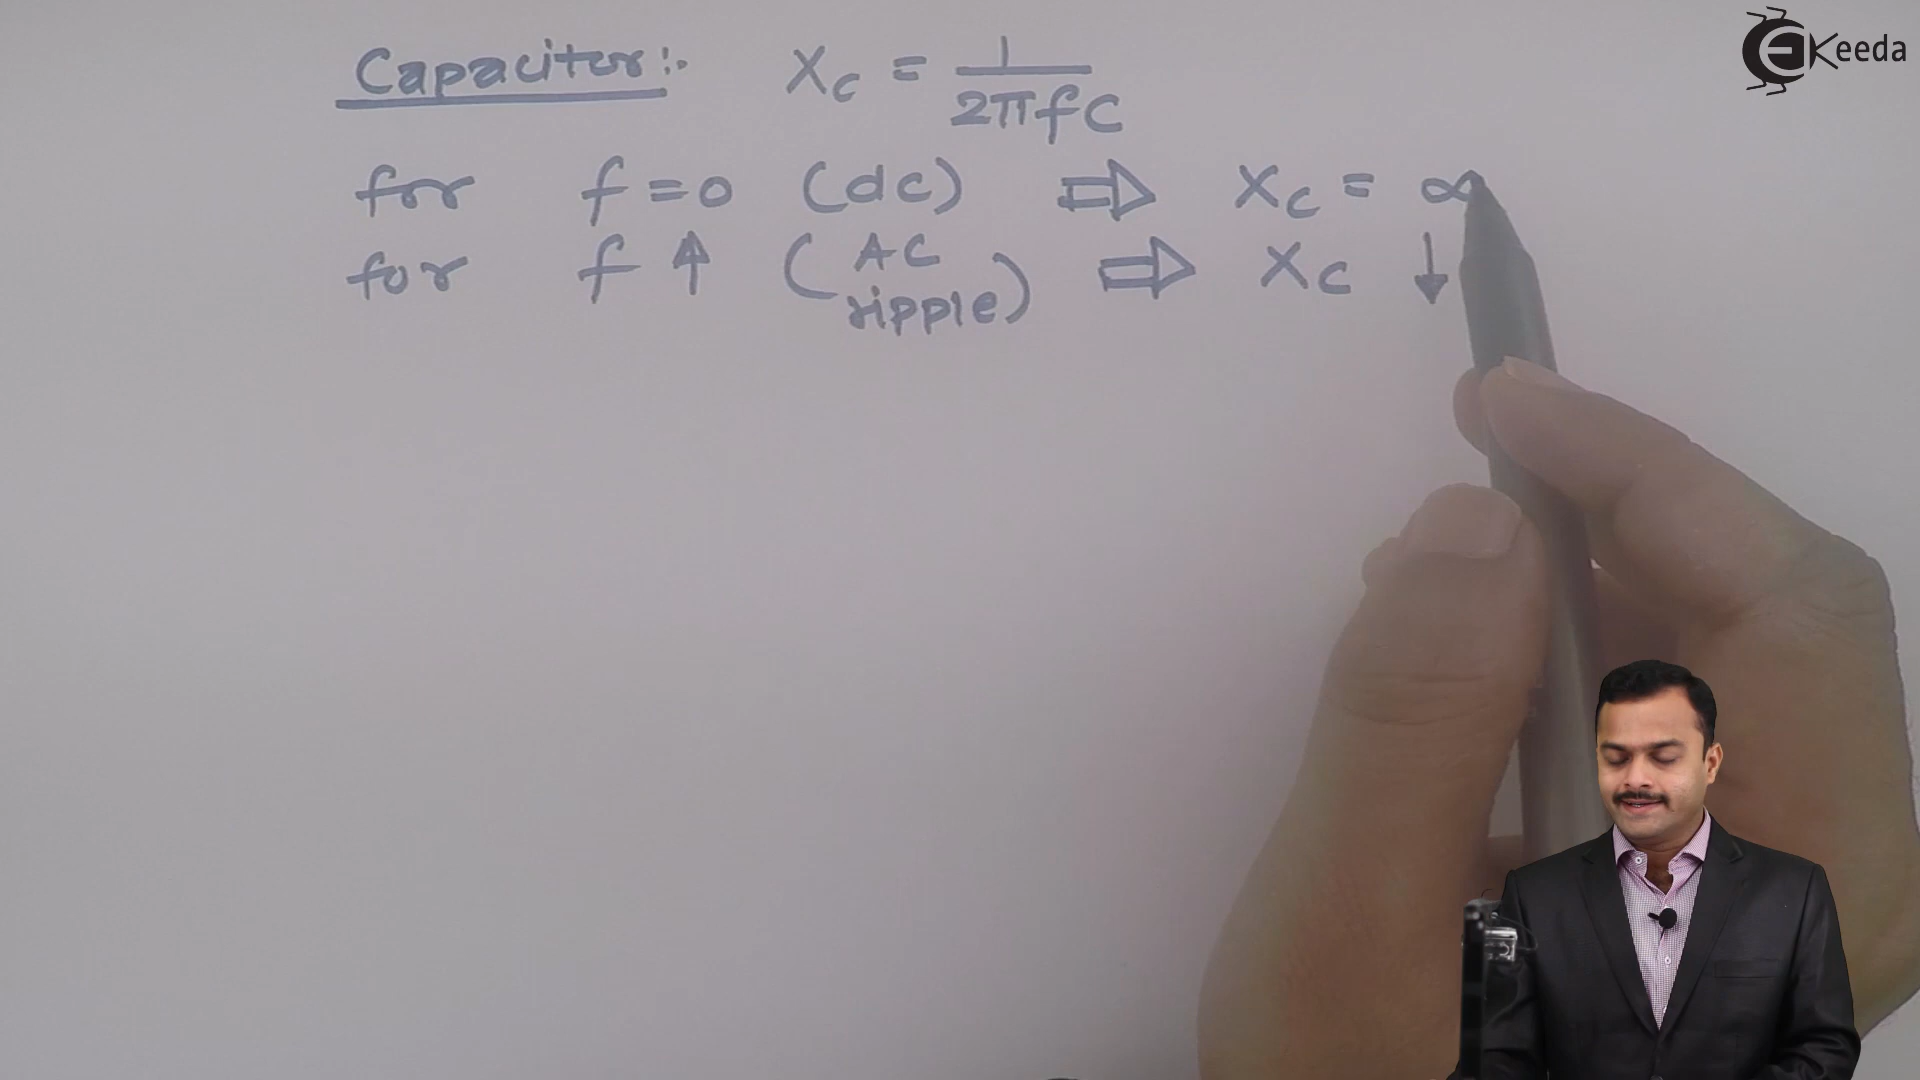 Capacitor:- Xc = 1/2πfC
for f=0 (dc) ⇒ Xc = ∞
for f ↑ (AC ripple) ⇒ Xc ↓
EKeeda